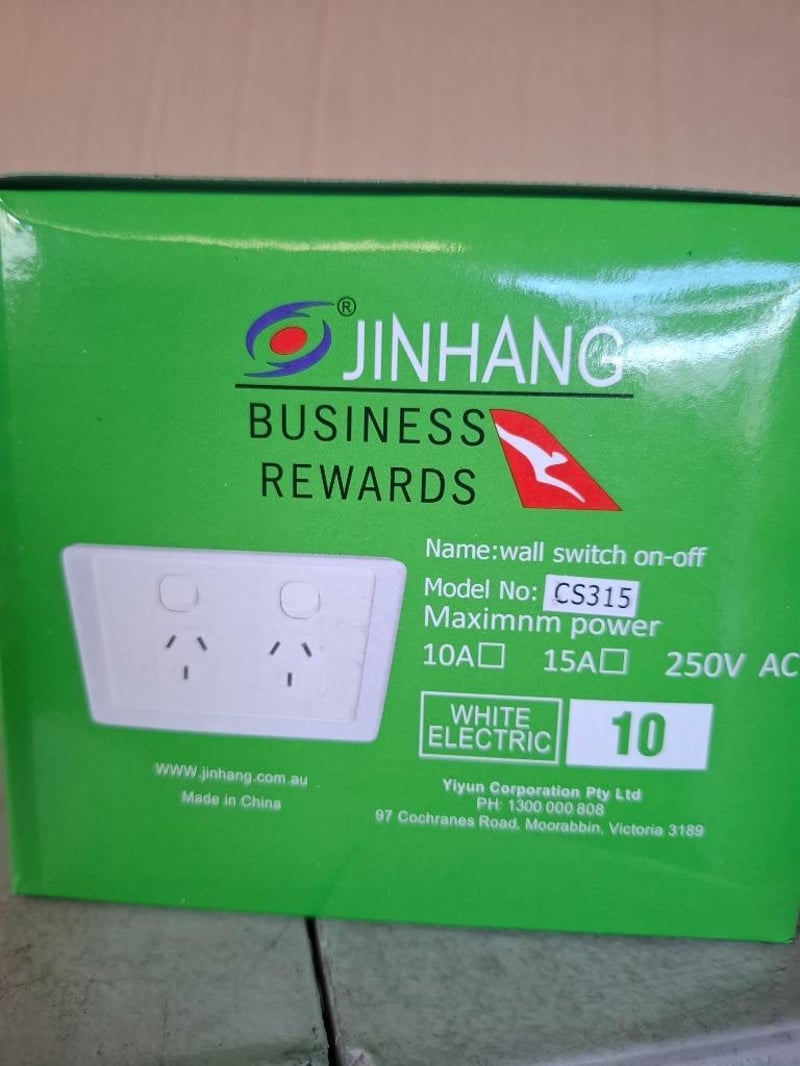 ® JINHANG
BUSINESS
REWARDS
Name:wall switch on-off
Model No: CS315
Maximnm power
10A□ 15A□ 250V AC
WHITE
ELECTRIC
10
WWW.jinhang.com.au
Made in China
Yiyun Corporation Pty Ltd
PH: 1300 000 808
97 Cochranes Road, Moorabbin, Victoria 3189